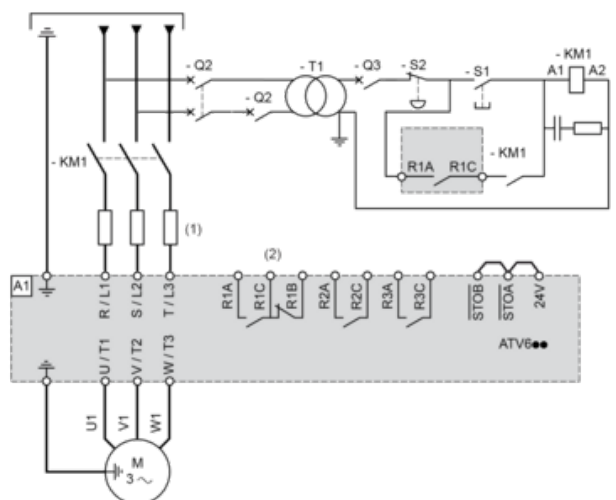 - Q2
- T1
- Q3
- S2
- S1
- KM1
A1
A2
- Q2
- KM1
R1A
R1C
- KM1
(1)
(2)
A1
R / L1
S / L2
T / L3
R1A
R1C
R1B
R2A
R2C
R3A
R3C
STOB
STOA
24V
ATV6●●
U / T1
V / T2
W / T3
U1
V1
W1
M
3 ~